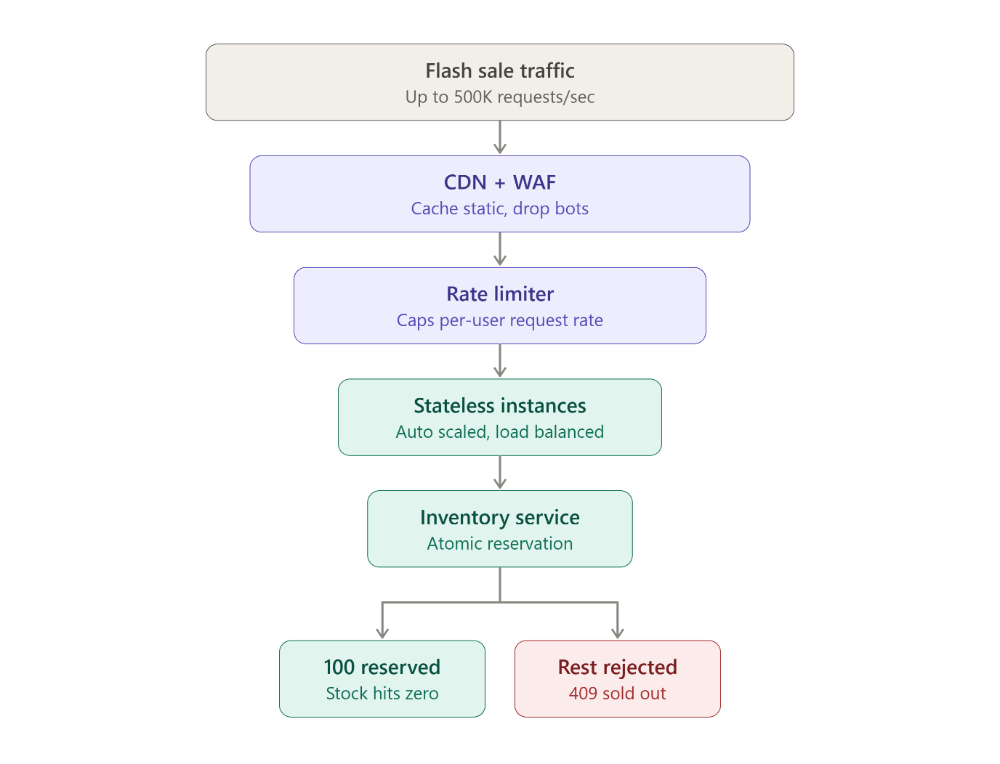 Flash sale traffic
Up to 500K requests/sec
CDN + WAF
Cache static, drop bots
Rate limiter
Caps per-user request rate
Stateless instances
Auto scaled, load balanced
Inventory service
Atomic reservation
100 reserved
Stock hits zero
Rest rejected
409 sold out